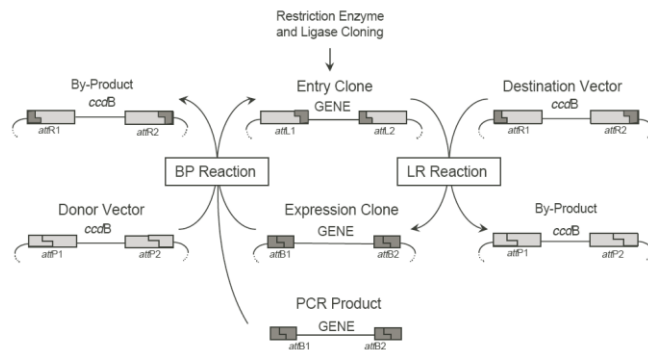 Restriction Enzyme
and Ligase Cloning
By-Product
ccdB
attR1
attR2
Entry Clone
GENE
attL1
attL2
Destination Vector
ccdB
attR1
attR2
BP Reaction
LR Reaction
Donor Vector
ccdB
attP1
attP2
Expression Clone
GENE
attB1
attB2
By-Product
ccdB
attP1
attP2
PCR Product
GENE
attB1
attB2